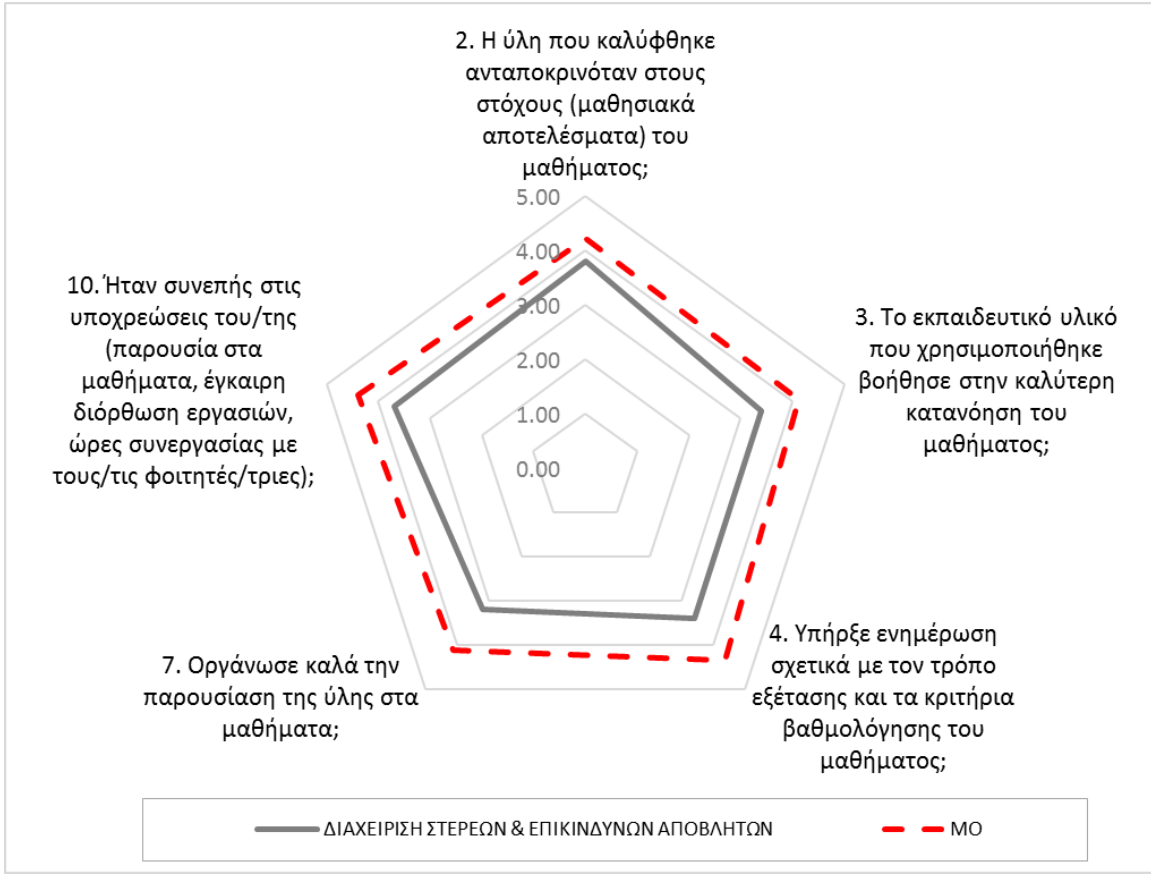 2. Η ύλη που καλύφθηκε
ανταποκρινόταν στους
στόχους (μαθησιακά
αποτελέσματα) του
μαθήματος;
5.00
4.00
3.00
2.00
1.00
0.00
3. Το εκπαιδευτικό υλικό
που χρησιμοποιήθηκε
βοήθησε στην καλύτερη
κατανόηση του
μαθήματος;
4. Υπήρξε ενημέρωση
σχετικά με τον τρόπο
εξέτασης και τα κριτήρια
βαθμολόγησης του
μαθήματος;
7. Οργάνωσε καλά την
παρουσίαση της ύλης στα
μαθήματα;
10. Ήταν συνεπής στις
υποχρεώσεις του/της
(παρουσία στα
μαθήματα, έγκαιρη
διόρθωση εργασιών,
ώρες συνεργασίας με
τους/τις φοιτητές/τριες);
ΔΙΑΧΕΙΡΙΣΗ ΣΤΕΡΕΩΝ & ΕΠΙΚΙΝΔΥΝΩΝ ΑΠΟΒΛΗΤΩΝ
ΜΟ